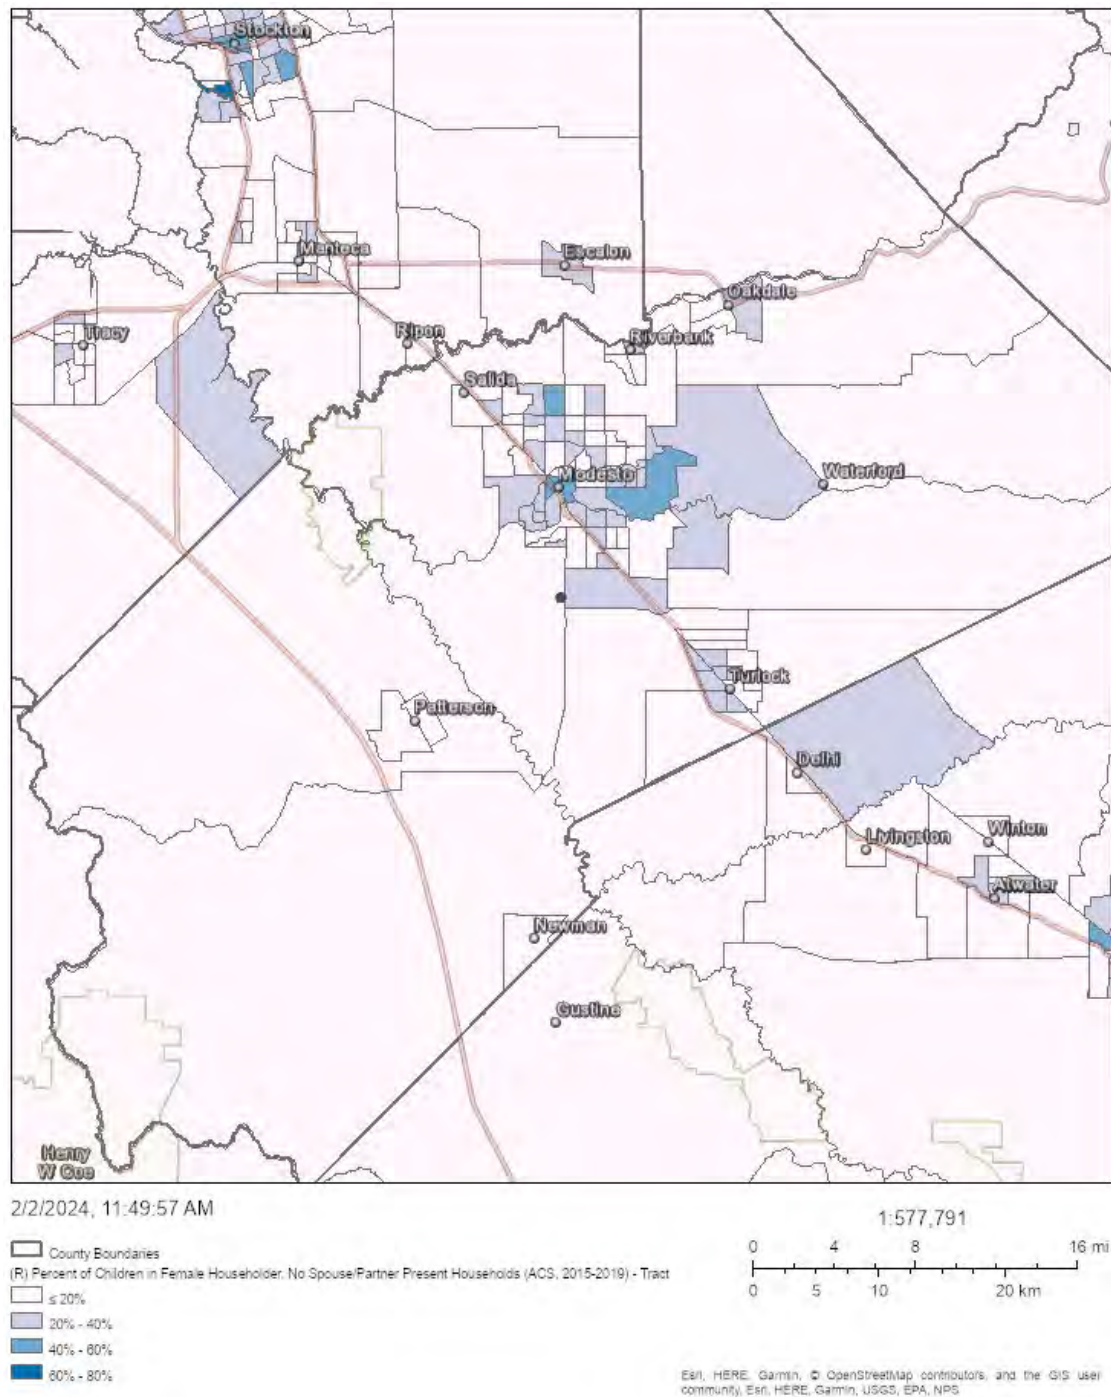 Stockton
Manteca
Escalon
Oakdale
Tracy
Ripon
Riverbank
Salida
Modesto
Waterford
Turlock
Patterson
Delhi
Livingston
Winton
Atwater
Newman
Gustine
Henry
W Coe
2/2/2024, 11:49:57 AM
1:577,791
0 4 8 16 mi
0 5 10 20 km
County Boundaries
(R) Percent of Children in Female Householder, No Spouse/Partner Present Households (ACS, 2015-2019) - Tract
≤ 20%
20% - 40%
40% - 60%
60% - 80%
Esri, HERE, Garmin, © OpenStreetMap contributors, and the GIS user
community, Esri, HERE, Garmin, USGS, EPA, NPS